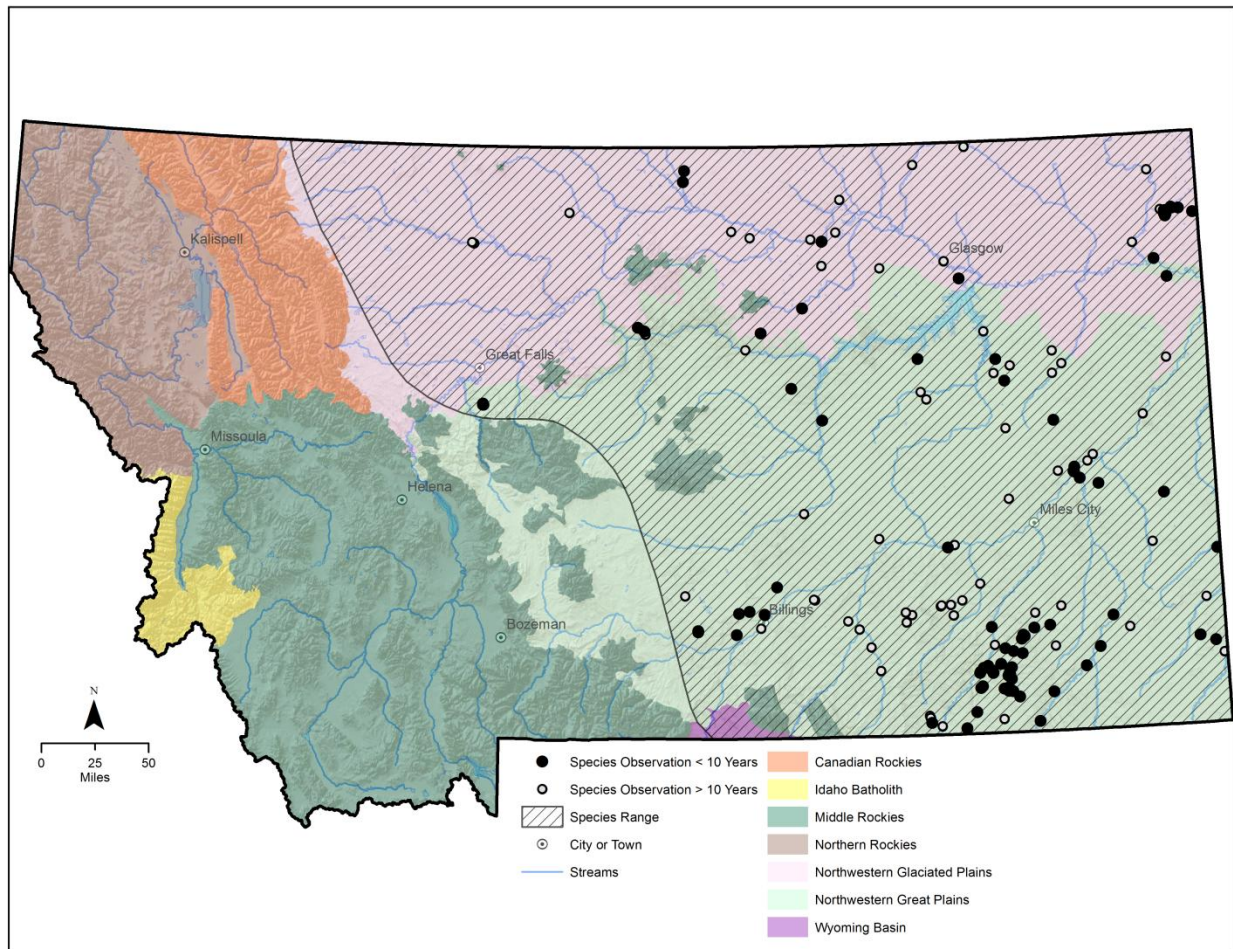 Kalispell
Glasgow
Great Falls
Missoula
Helena
Miles City
Billings
Bozeman
N
0 25 50
Miles
Species Observation < 10 Years
Species Observation > 10 Years
Species Range
City or Town
Streams
Canadian Rockies
Idaho Batholith
Middle Rockies
Northern Rockies
Northwestern Glaciated Plains
Northwestern Great Plains
Wyoming Basin